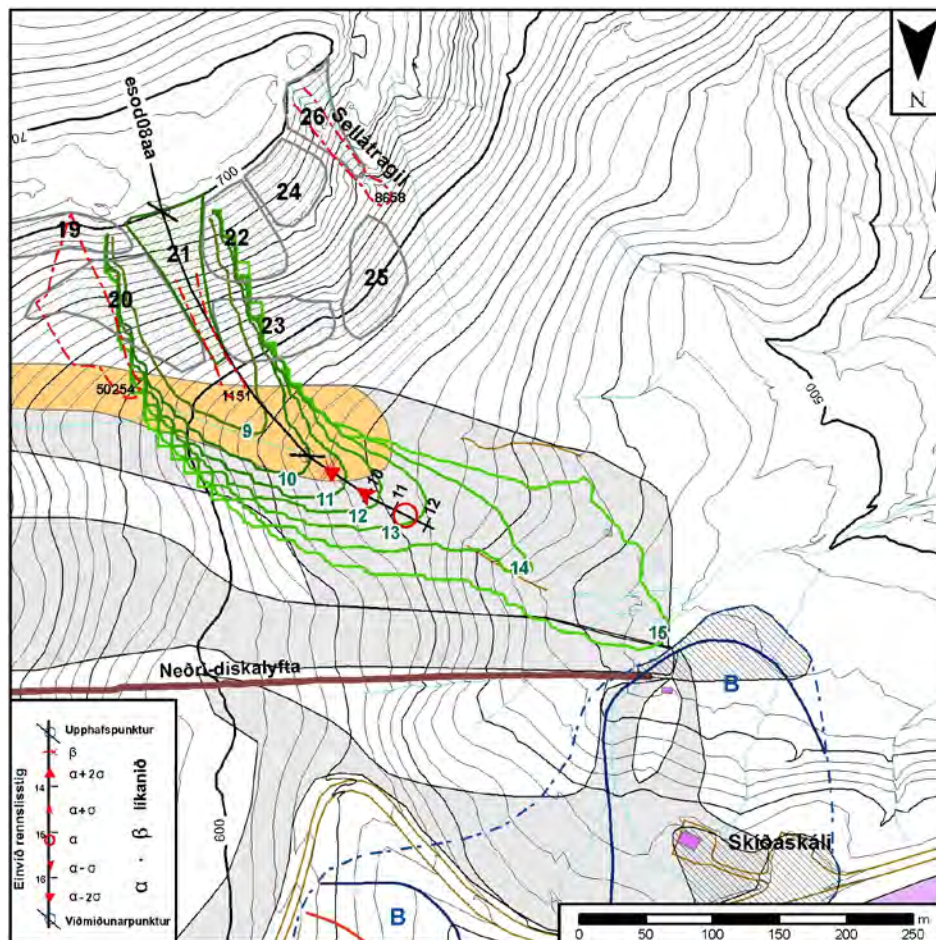 N
esod08aa
70
700
26
Sellátragil
8658
24
19
21
22
25
20
23
50254
1151
500
9
10
10
11
11
12
12
13
14
15
Neðri-diskalyfta
B
600
Skíðaskáli
B
Einvíð rennslisstig
Upphafspunktur
β
α+2σ
14
α+σ
15
α
α-σ
16
α-2σ
Viðmiðunarpunktur
α - β líkanið
m
0 50 100 150 200 250